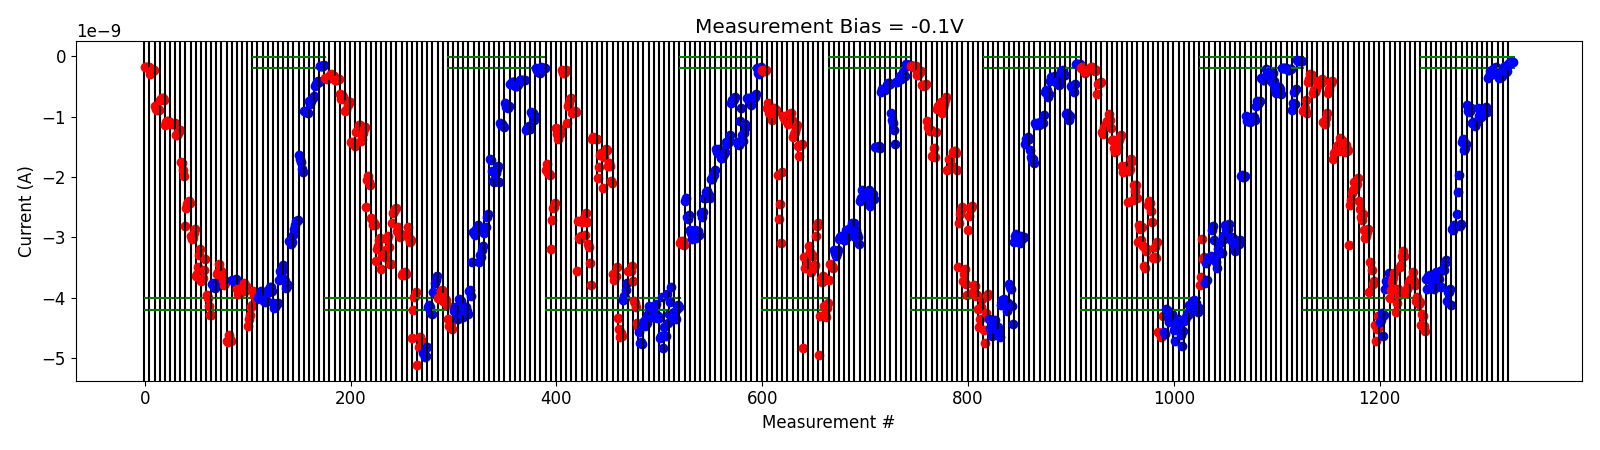 Measurement Bias = -0.1V
1e−9
0
−1
−2
−3
−4
−5
Current (A)
0 200 400 600 800 1000 1200
Measurement #